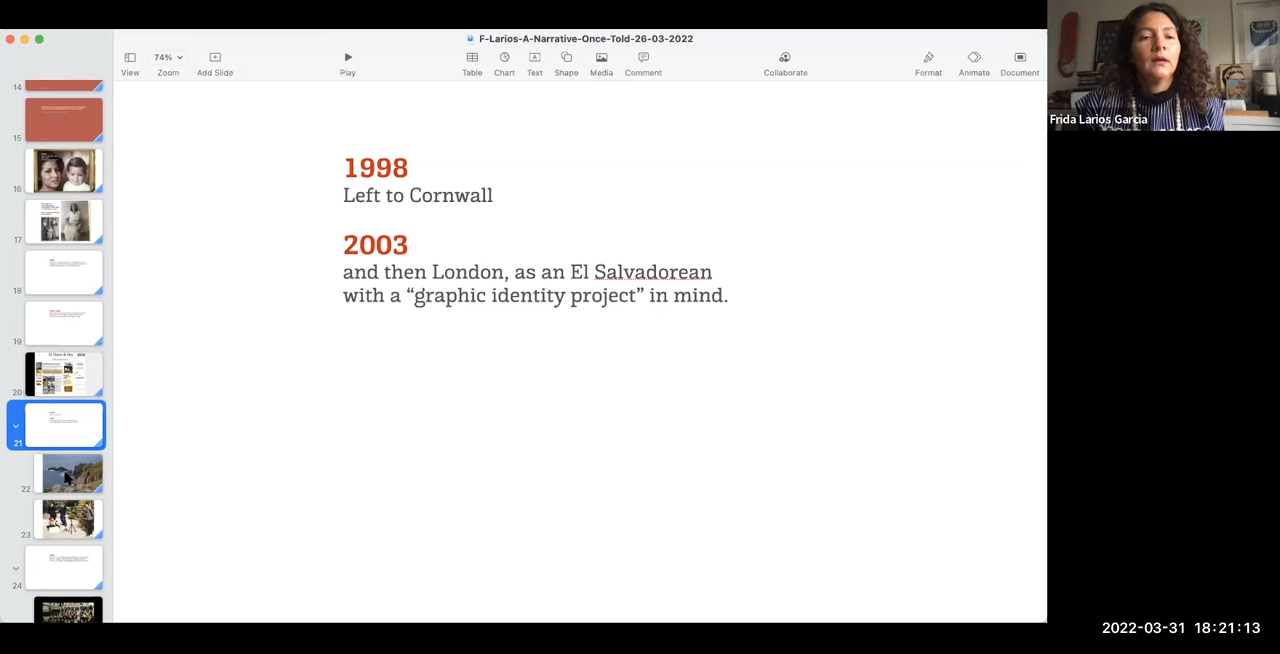 F-Larios-A-Narrative-Once-Told-26-03-2022
74%
View
Zoom
Add Slide
Play
Table
Chart
Text
Shape
Media
Comment
Collaborate
Format
Animate
Document
Frida Larios Garcia
14
15
16
17
18
19
20
21
22
23
24
1998
Left to Cornwall
2003
and then London, as an El Salvadorean
with a “graphic identity project” in mind.
2022-03-31 18:21:13